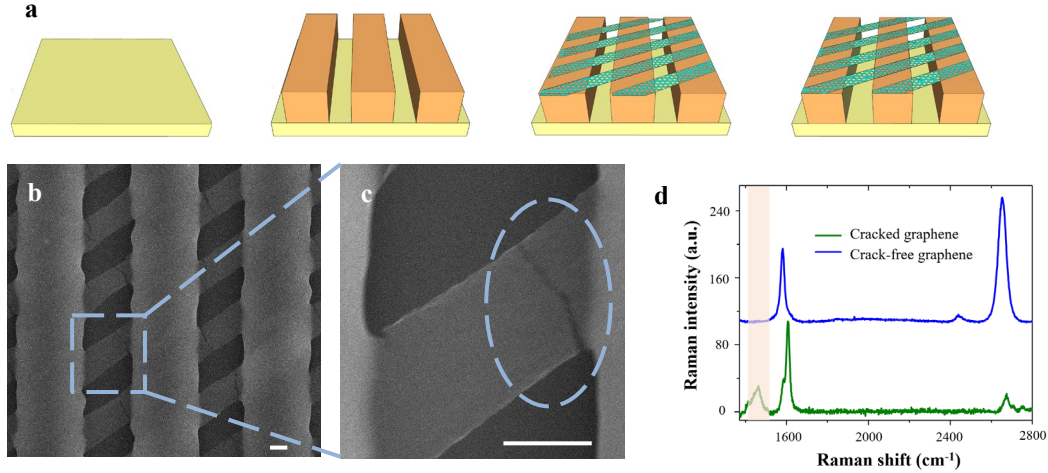 a
b
c
d
240
160
80
0
Raman intensity (a.u.)
Cracked graphene
Crack-free graphene
1600
2000
2400
2800
Raman shift (cm⁻¹)